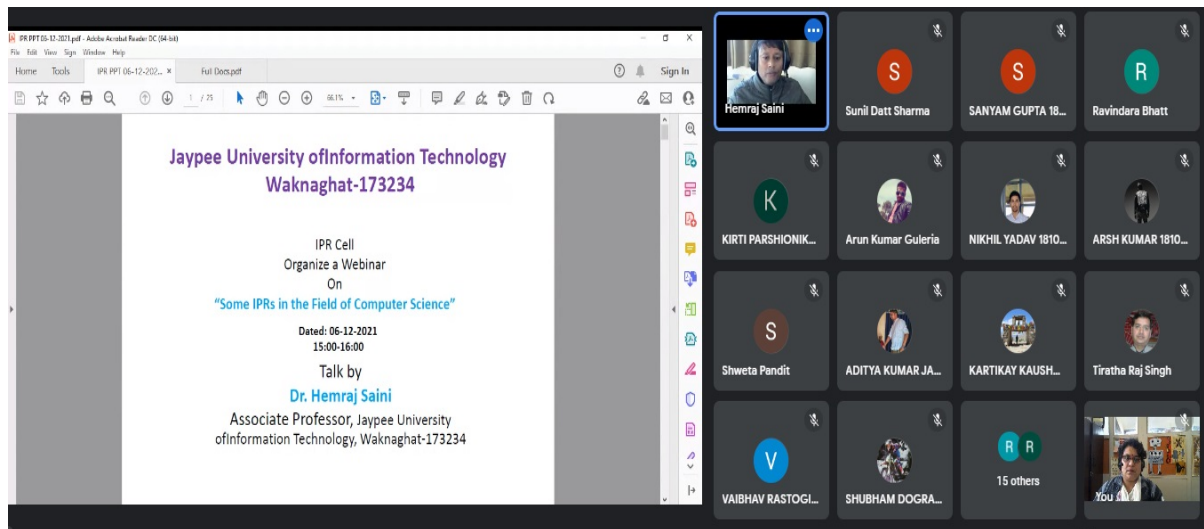 IPR PPT 06-12-2021.pdf - Adobe Acrobat Reader DC (64-bit)
File Edit View Sign Window Help
Home Tools IPR PPT 06-12-202... × Full Docs.pdf Sign In
1 / 75 66.1%
Jaypee University ofInformation Technology
Waknaghat-173234
IPR Cell
Organize a Webinar
On
“Some IPRs in the Field of Computer Science”
Dated: 06-12-2021
15:00-16:00
Talk by
Dr. Hemraj Saini
Associate Professor, Jaypee University
ofInformation Technology, Waknaghat-173234
Hemraj Saini
S
Sunil Datt Sharma
S
SANYAM GUPTA 18...
R
Ravindara Bhatt
K
KIRTI PARSHIONIK...
Arun Kumar Guleria
NIKHIL YADAV 1810...
ARSH KUMAR 1810...
S
Shweta Pandit
ADITYA KUMAR JA...
KARTIKAY KAUSH...
Tiratha Raj Singh
V
VAIBHAV RASTOGI...
SHUBHAM DOGRA...
R R
15 others
You